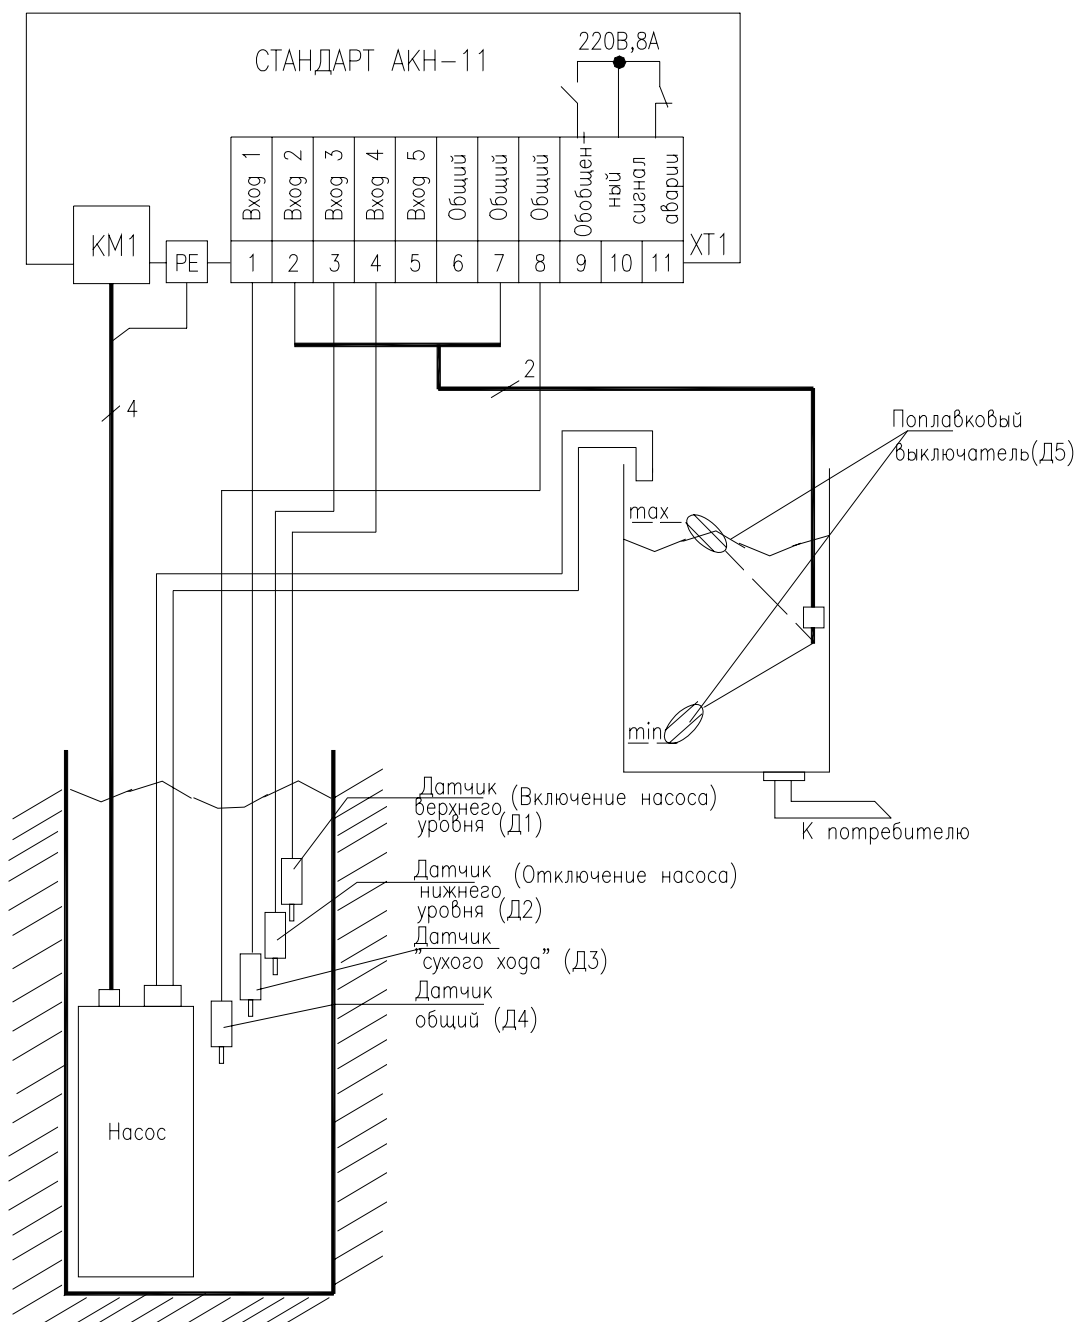 220В,8А
СТАНДАРТ АКН-11
Вход 1
Вход 2
Вход 3
Вход 4
Вход 5
Общий
Общий
Общий
Обобщен-
ный
сигнал
аварии
КМ1
PE
1
2
3
4
5
6
7
8
9
10
11
ХТ1
2
4
Поплавковый
выключатель(Д5)
max
min
Датчик
верхнего (Включение насоса)
уровня (Д1)
К потребителю
Датчик (Отключение насоса)
нижнего
уровня (Д2)
Датчик
"сухого хода" (Д3)
Датчик
общий (Д4)
Насос